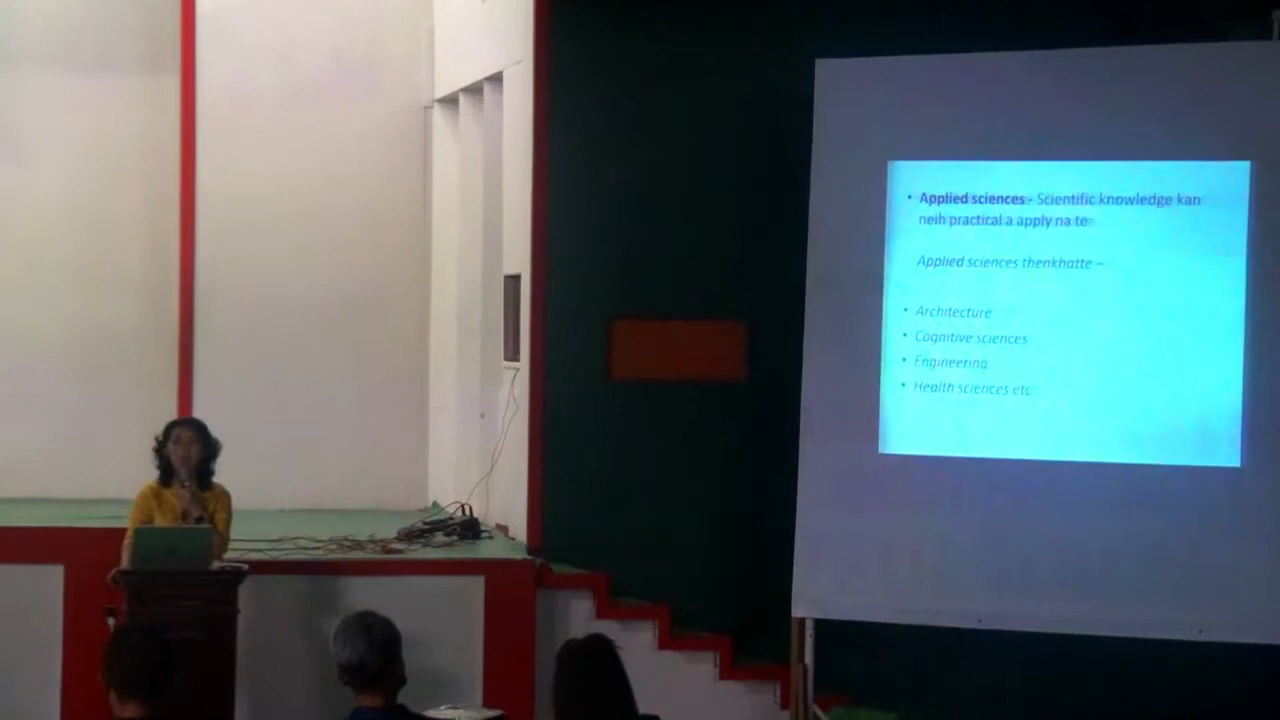 • Applied sciences - Scientific knowledge kan
neih practical a apply na te
Applied sciences thenkhatte –
• Architecture
• Cognitive sciences
• Engineering
• Health sciences etc